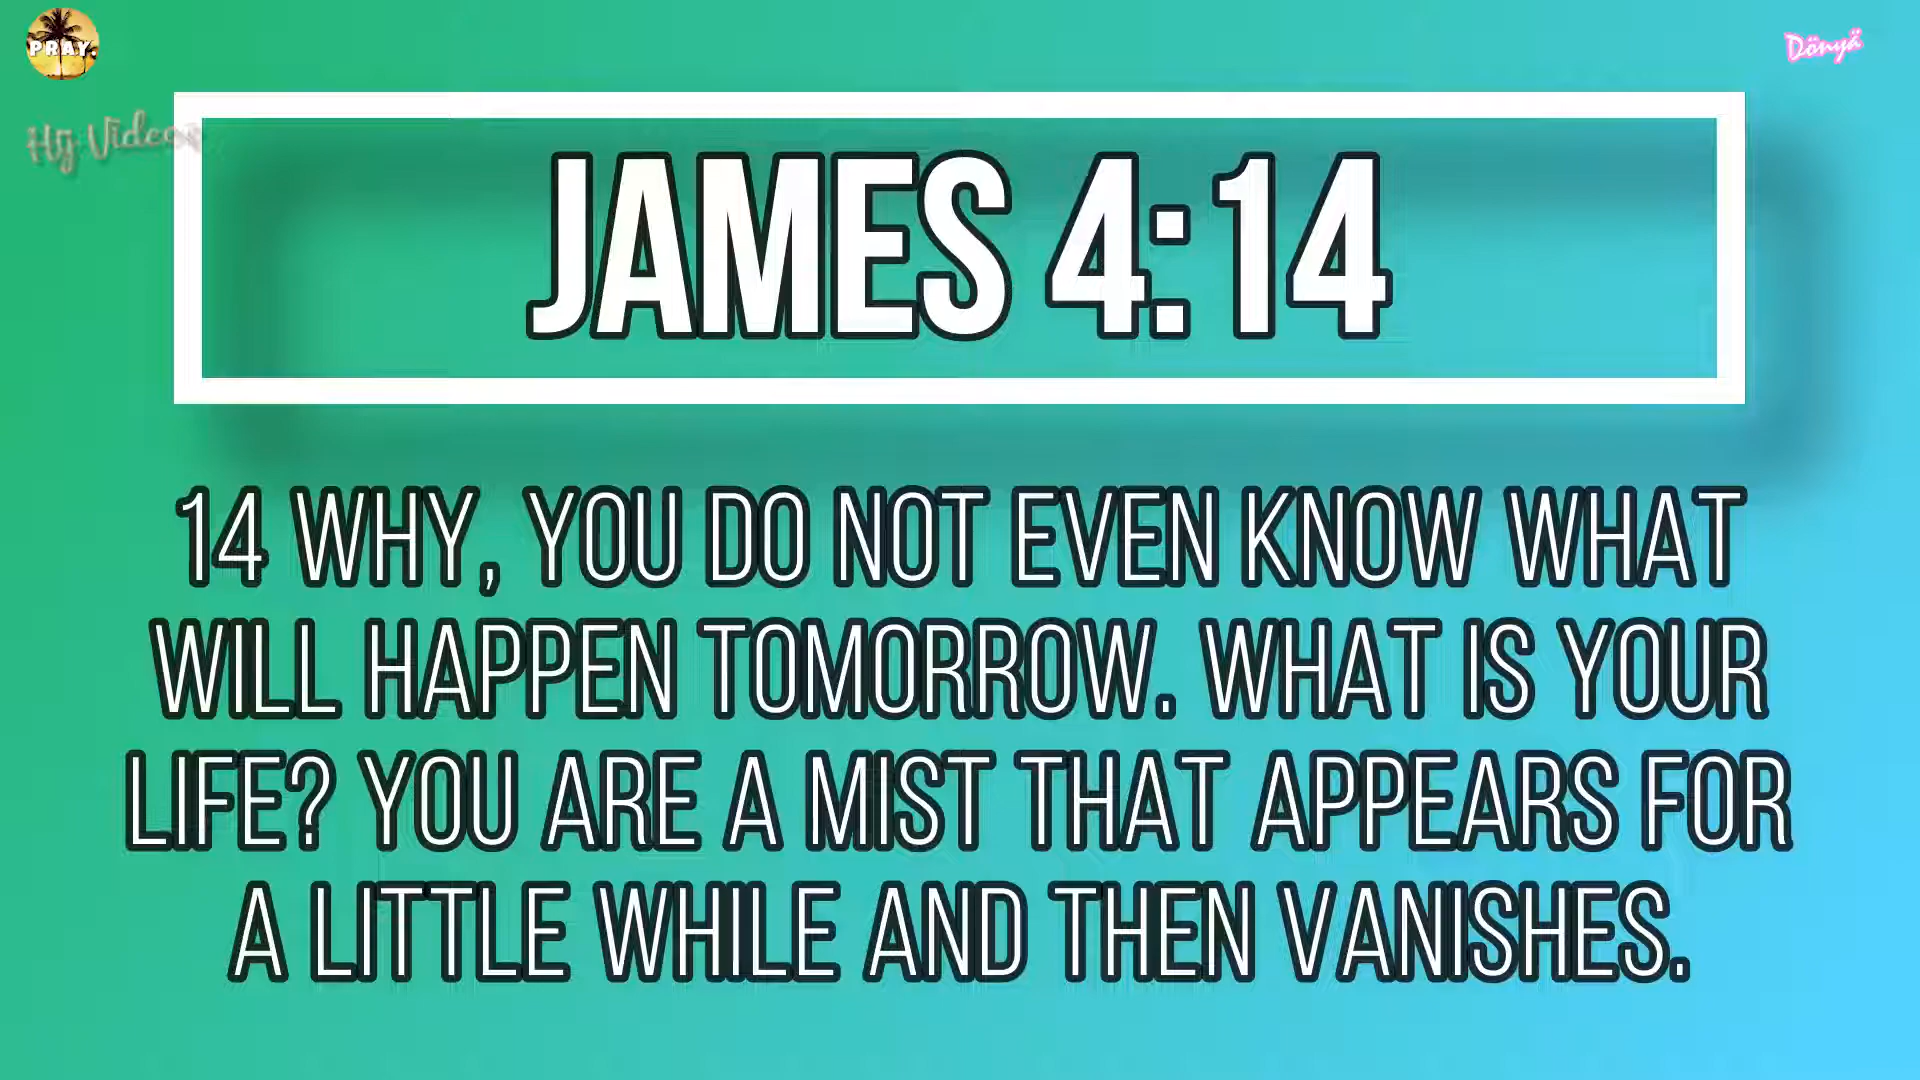 PRAY.
Dönyä
Hÿ Videos
JAMES 4:14
14 WHY, YOU DO NOT EVEN KNOW WHAT
WILL HAPPEN TOMORROW. WHAT IS YOUR
LIFE? YOU ARE A MIST THAT APPEARS FOR
A LITTLE WHILE AND THEN VANISHES.